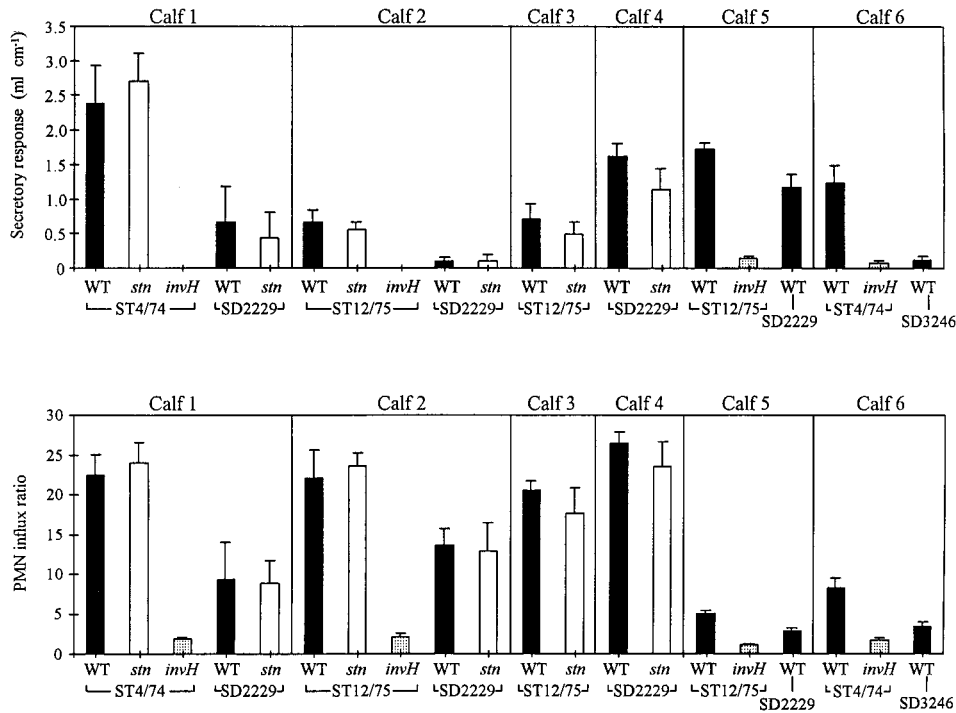 Calf 1 Calf 2 Calf 3 Calf 4 Calf 5 Calf 6
Secretory response (ml cm⁻¹)
3.5
3.0
2.5
2.0
1.5
1.0
0.5
0
WT stn invH WT stn WT stn invH WT stn WT stn WT stn WT invH WT WT invH WT
ST4/74 SD2229 ST12/75 SD2229 ST12/75 SD2229 ST12/75 SD2229 ST4/74 SD3246
Calf 1 Calf 2 Calf 3 Calf 4 Calf 5 Calf 6
PMN influx ratio
30
25
20
15
10
5
0
WT stn invH WT stn WT stn invH WT stn WT stn WT stn WT invH WT WT invH WT
ST4/74 SD2229 ST12/75 SD2229 ST12/75 SD2229 ST12/75 SD2229 ST4/74 SD3246